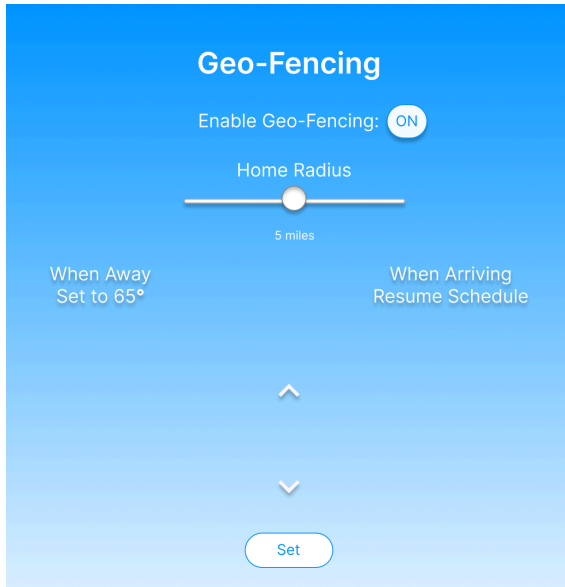 Geo-Fencing
Enable Geo-Fencing: ON
Home Radius
5 miles
When Away
Set to 65°
When Arriving
Resume Schedule
Set